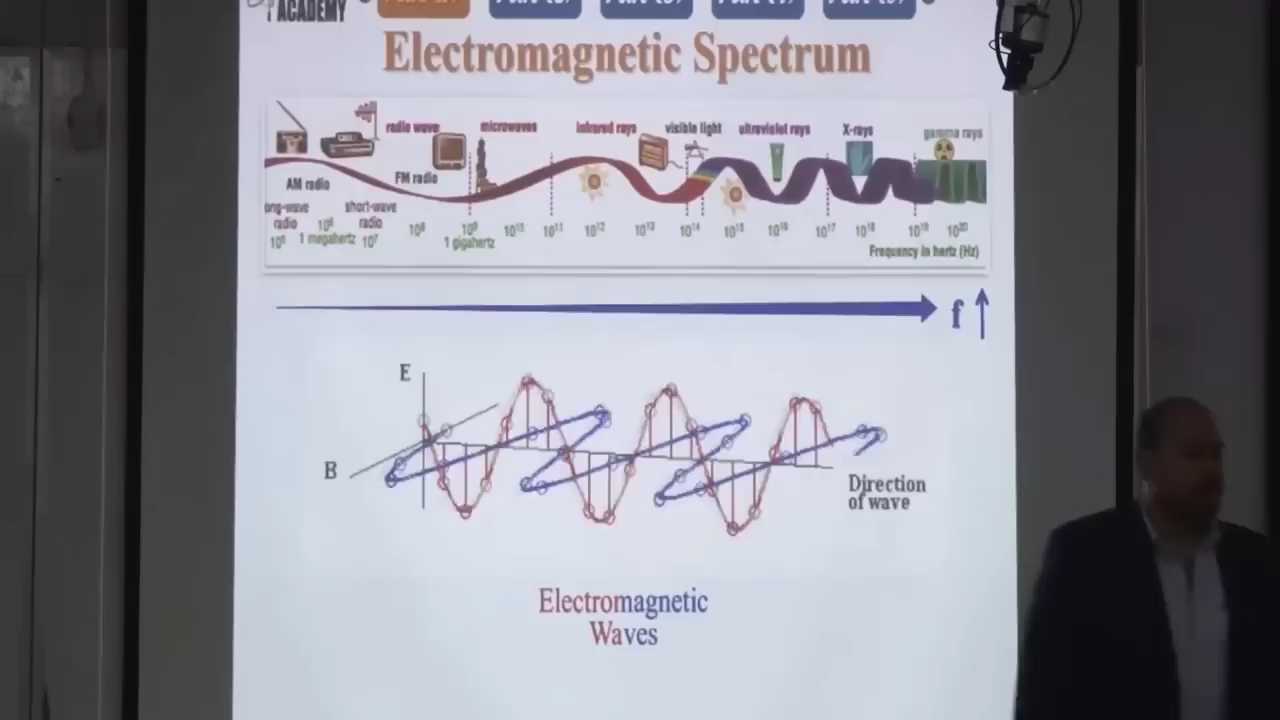 ACADEMY
Electromagnetic Spectrum
radio wave microwaves infrared rays visible light ultraviolet rays X-rays gamma rays
AM radio FM radio
short-wave
radio radio
10⁶ 10⁸ 10⁹ 10¹⁰ 10¹¹ 10¹² 10¹³ 10¹⁴ 10¹⁵ 10¹⁶ 10¹⁷ 10¹⁸ 10¹⁹ 10²⁰
1 megahertz 10⁷ 1 gigahertz Frequency in hertz (Hz)
f
E
B
Direction
of wave
Electromagnetic
Waves